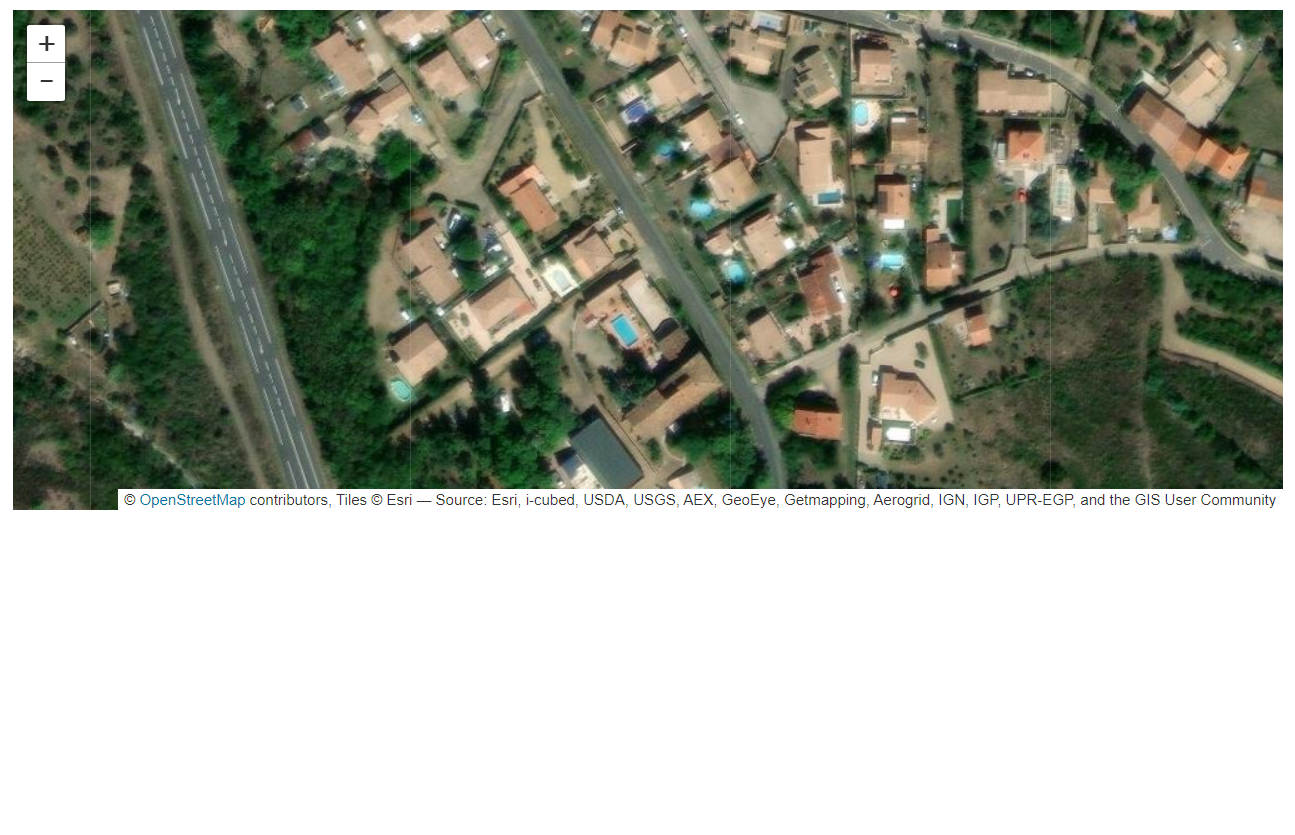 +
−
© OpenStreetMap contributors, Tiles © Esri — Source: Esri, i-cubed, USDA, USGS, AEX, GeoEye, Getmapping, Aerogrid, IGN, IGP, UPR-EGP, and the GIS User Community